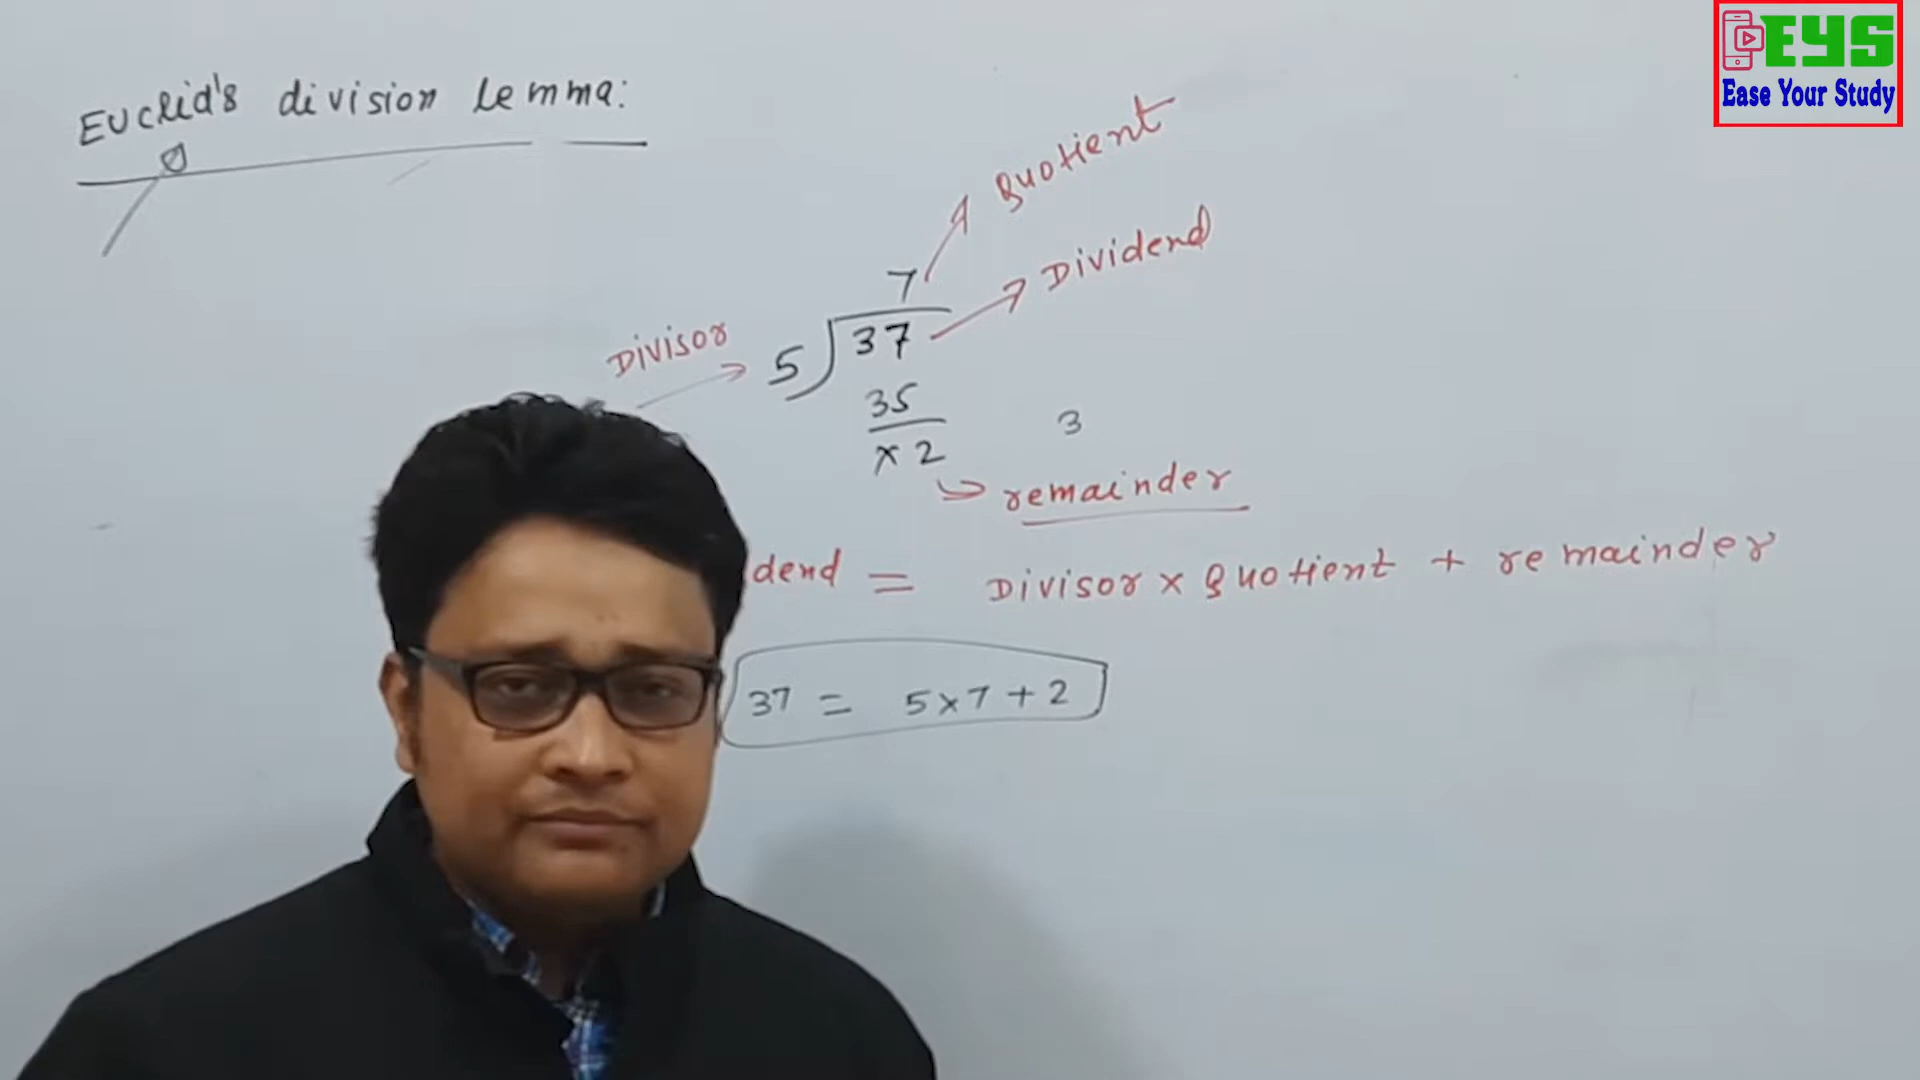 EYS
Ease Your Study
Euclid's division lemma:
Quotient
Dividend
7
Divisor
5 37
35
3
x 2
remainder
dend = Divisor x Quotient + remainder
37 = 5x7+2